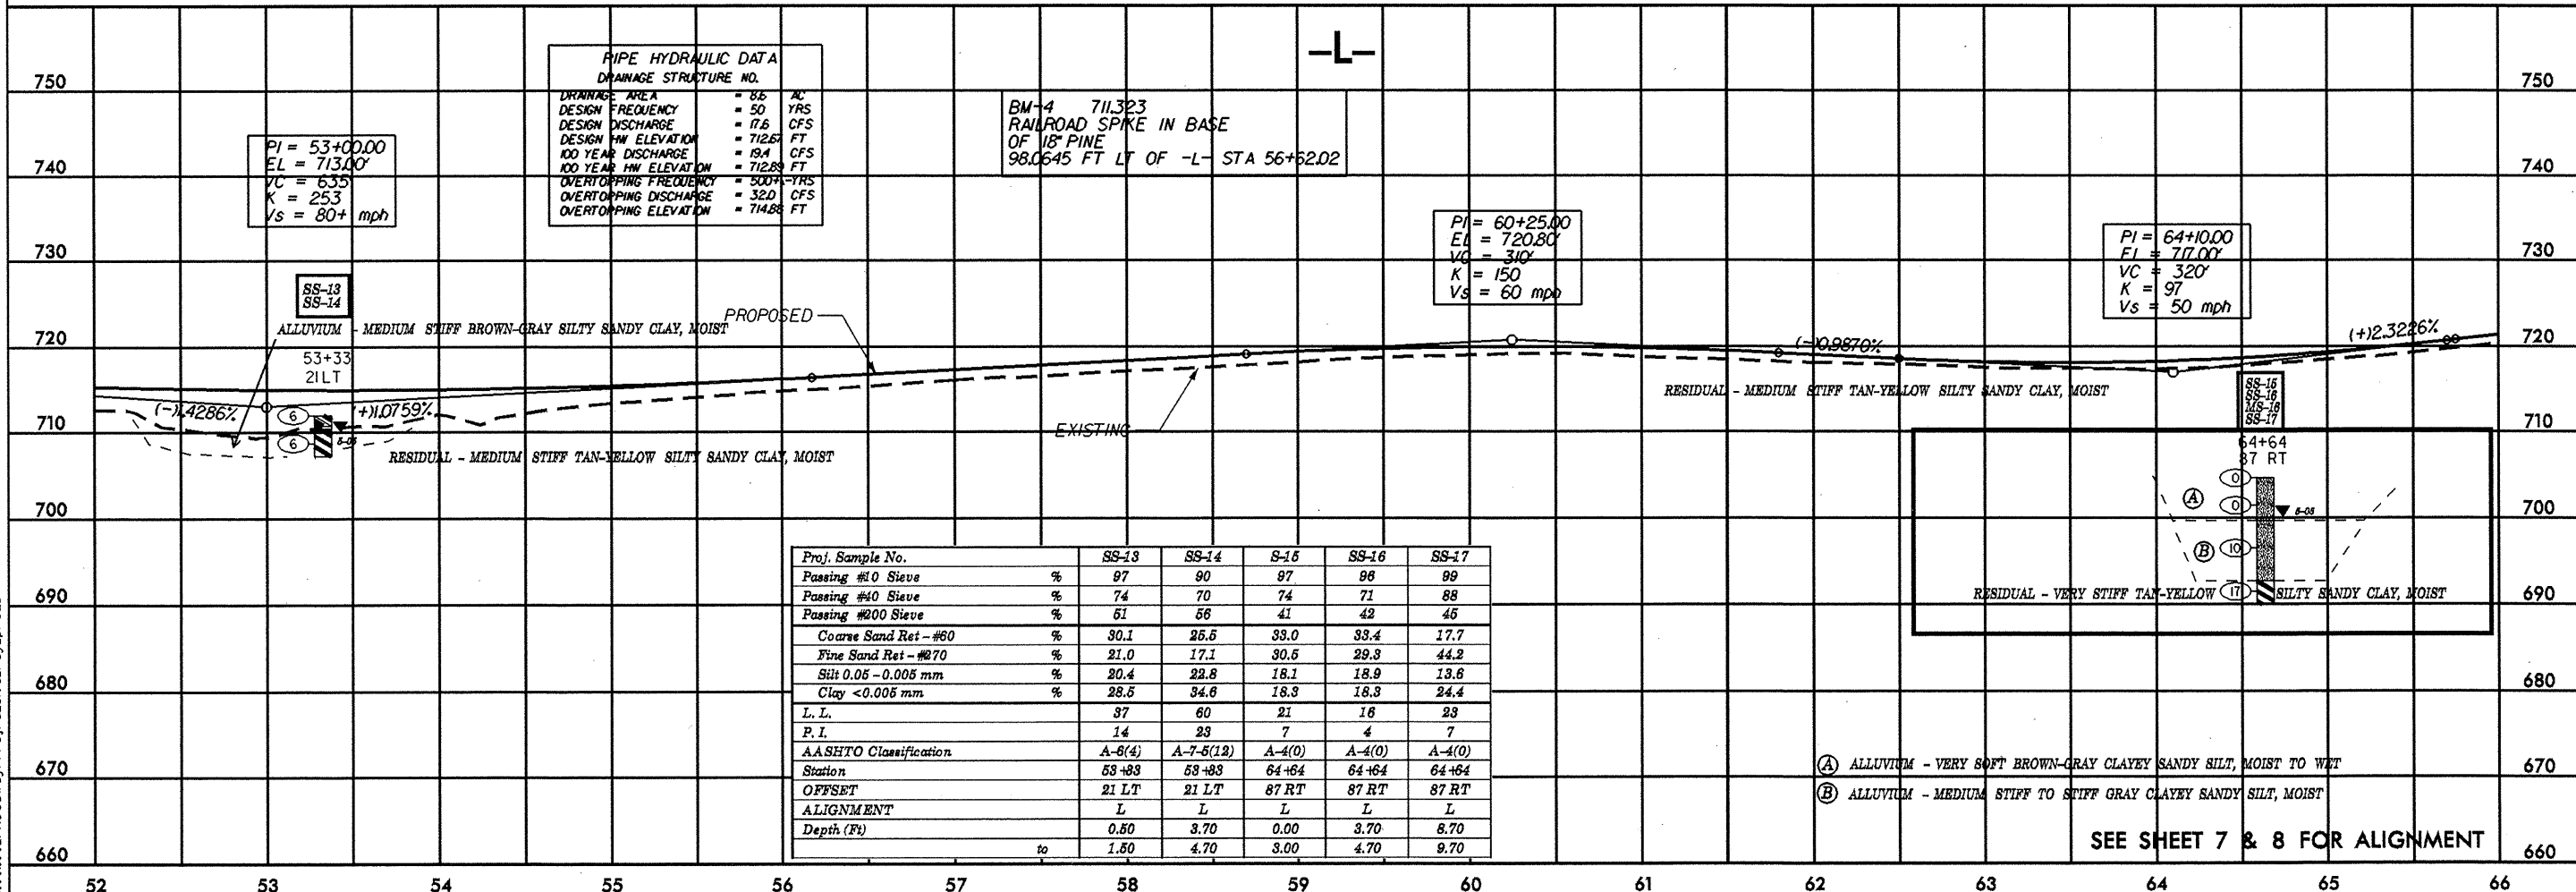 -L-
750
750
740
740
730
730
720
720
710
710
700
700
690
690
680
680
670
670
660
660
PIPE HYDRAULIC DATA
DRAINAGE STRUCTURE NO.
DRAINAGE AREA = 8.6 AC
DESIGN FREQUENCY = 50 YRS
DESIGN DISCHARGE = 17.6 CFS
DESIGN HW ELEVATION = 712.67 FT
100 YEAR DISCHARGE = 19.4 CFS
100 YEAR HW ELEVATION = 712.89 FT
OVERTOPPING FREQUENCY = 500+ YRS
OVERTOPPING DISCHARGE = 32.0 CFS
OVERTOPPING ELEVATION = 714.88 FT
PI = 53+00.00
EL = 713.00'
VC = 635'
K = 253
Vs = 80+ mph
BM-4 711.323
RAILROAD SPIKE IN BASE
OF 18" PINE
98.0645 FT LT OF -L- STA 56+62.02
PI = 60+25.00
EL = 720.80'
VC = 310'
K = 150
Vs = 60 mph
PI = 64+10.00
EL = 717.00'
VC = 320'
K = 97
Vs = 50 mph
SS-13
SS-14
ALLUVIUM - MEDIUM STIFF BROWN-GRAY SILTY SANDY CLAY, MOIST
PROPOSED
53+33
21 LT
(-)1.4286%
6
(+)1.0759%
6
5-05
EXISTING
RESIDUAL - MEDIUM STIFF TAN-YELLOW SILTY SANDY CLAY, MOIST
(-)0.9870%
(+)2.3226%
RESIDUAL - MEDIUM STIFF TAN-YELLOW SILTY SANDY CLAY, MOIST
SS-15
SS-16
MS-16
SS-17
64+64
87 RT
0
A
0
5-05
B
10
RESIDUAL - VERY STIFF TAN-YELLOW 17 SILTY SANDY CLAY, MOIST
Proj. Sample No. SS-13 SS-14 S-15 SS-16 SS-17
Passing #10 Sieve % 97 90 97 96 99
Passing #40 Sieve % 74 70 74 71 88
Passing #200 Sieve % 51 56 41 42 45
Coarse Sand Ret - #60 % 30.1 25.5 33.0 33.4 17.7
Fine Sand Ret - #270 % 21.0 17.1 30.5 29.3 44.2
Silt 0.05 - 0.005 mm % 20.4 22.8 18.1 18.9 13.6
Clay <0.005 mm % 28.5 34.6 18.3 18.3 24.4
L. L. 37 60 21 16 23
P. I. 14 23 7 4 7
AASHTO Classification A-6(4) A-7-5(12) A-4(0) A-4(0) A-4(0)
Station 53+33 53+33 64+64 64+64 64+64
OFFSET 21 LT 21 LT 87 RT 87 RT 87 RT
ALIGNMENT L L L L L
Depth (Ft) 0.50 3.70 0.00 3.70 8.70
to 1.50 4.70 3.00 4.70 9.70
A ALLUVIUM - VERY SOFT BROWN-GRAY CLAYEY SANDY SILT, MOIST TO WET
B ALLUVIUM - MEDIUM STIFF TO STIFF GRAY CLAYEY SANDY SILT, MOIST
SEE SHEET 7 & 8 FOR ALIGNMENT
52 53 54 55 56 57 58 59 60 61 62 63 64 65 66